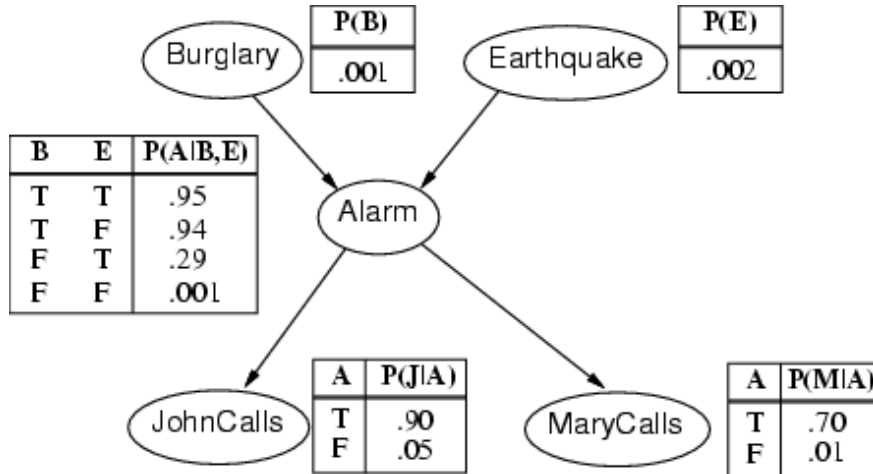 Burglary
P(B)
.001
Earthquake
P(E)
.002
B E P(A|B,E)
T T .95
T F .94
F T .29
F F .001
Alarm
JohnCalls
A P(J|A)
T .90
F .05
MaryCalls
A P(M|A)
T .70
F .01